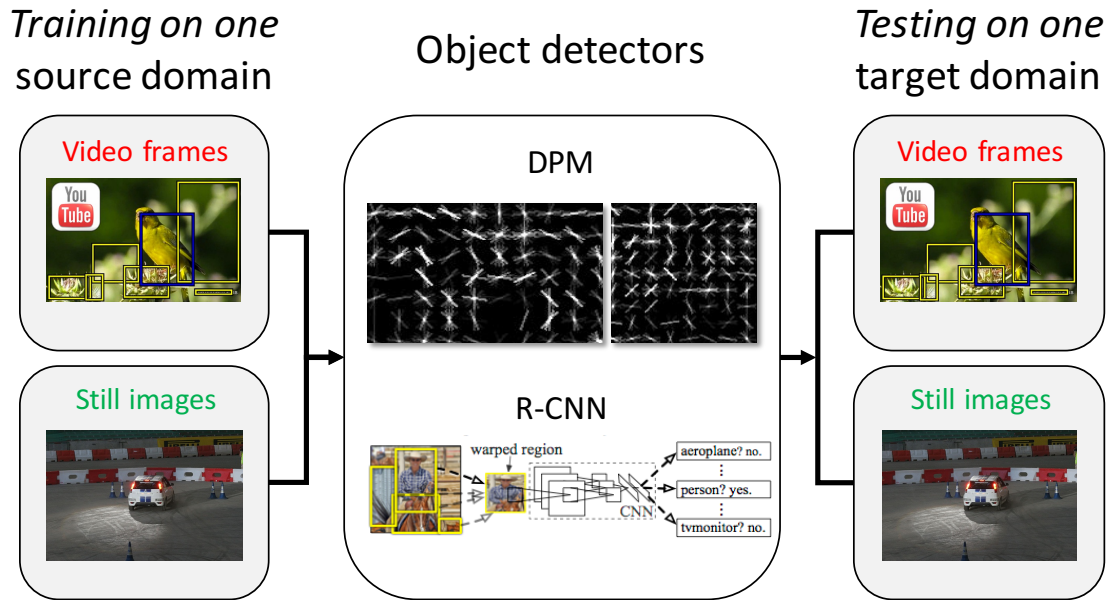 Training on one
source domain
Object detectors
Testing on one
target domain
Video frames
You
Tube
Still images
DPM
R-CNN
warped region
CNN
aeroplane? no.
person? yes.
tvmonitor? no.
Video frames
You
Tube
Still images